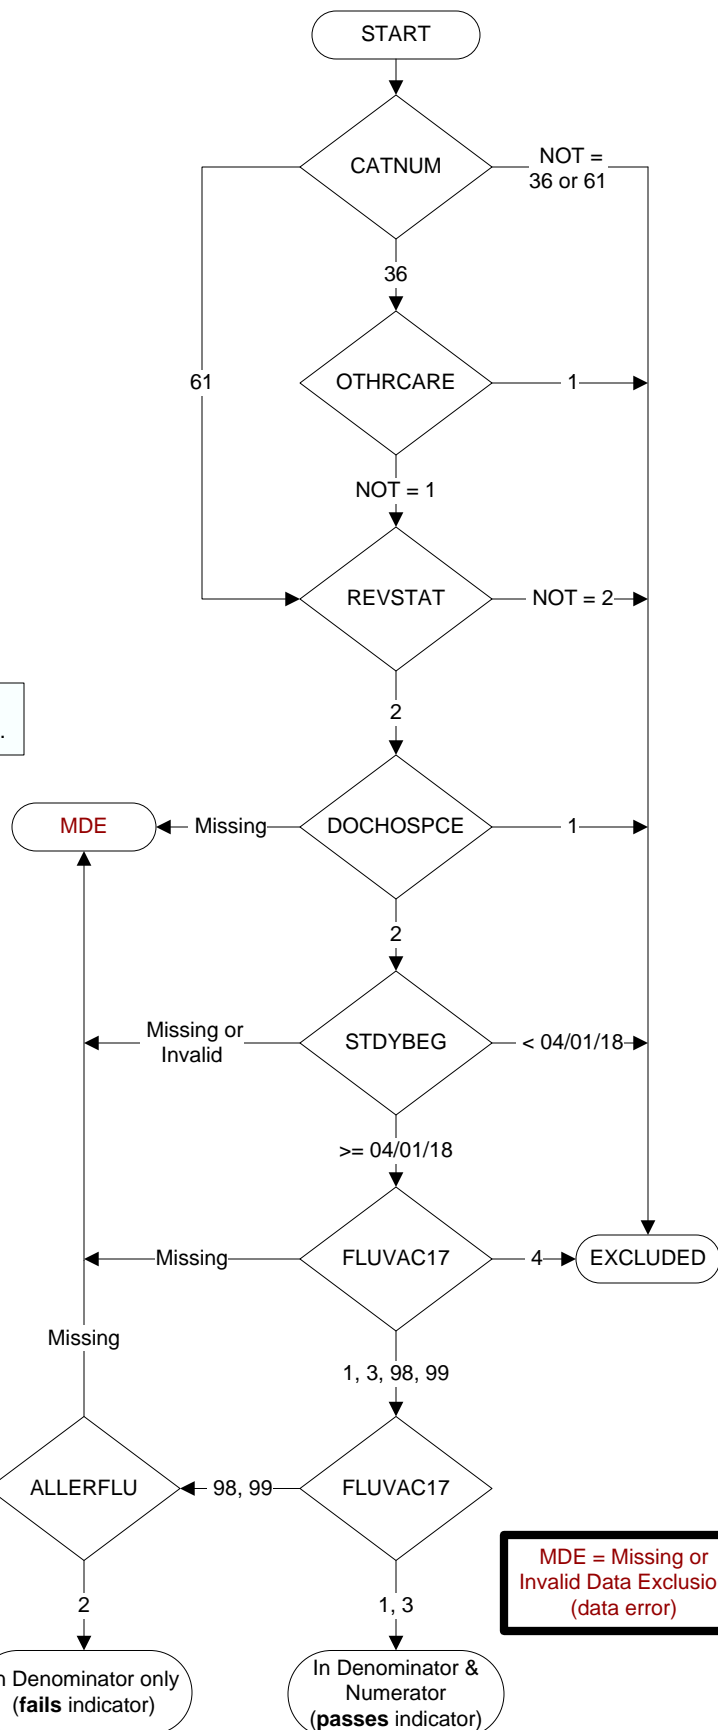 START
CATNUM
NOT =
36 or 61
36
61
OTHRCARE
1
NOT = 1
REVSTAT
NOT = 2
2
.
MDE
Missing
DOCHOSPCE
1
2
Missing or
Invalid
STDYBEG
< 04/01/18
>= 04/01/18
Missing
FLUVAC17
4
EXCLUDED
Missing
1, 3, 98, 99
ALLERFLU
98, 99
FLUVAC17
MDE = Missing or
Invalid Data Exclusio
(data error)
2
1, 3
n Denominator only
(fails indicator)
In Denominator &
Numerator
(passes indicator)